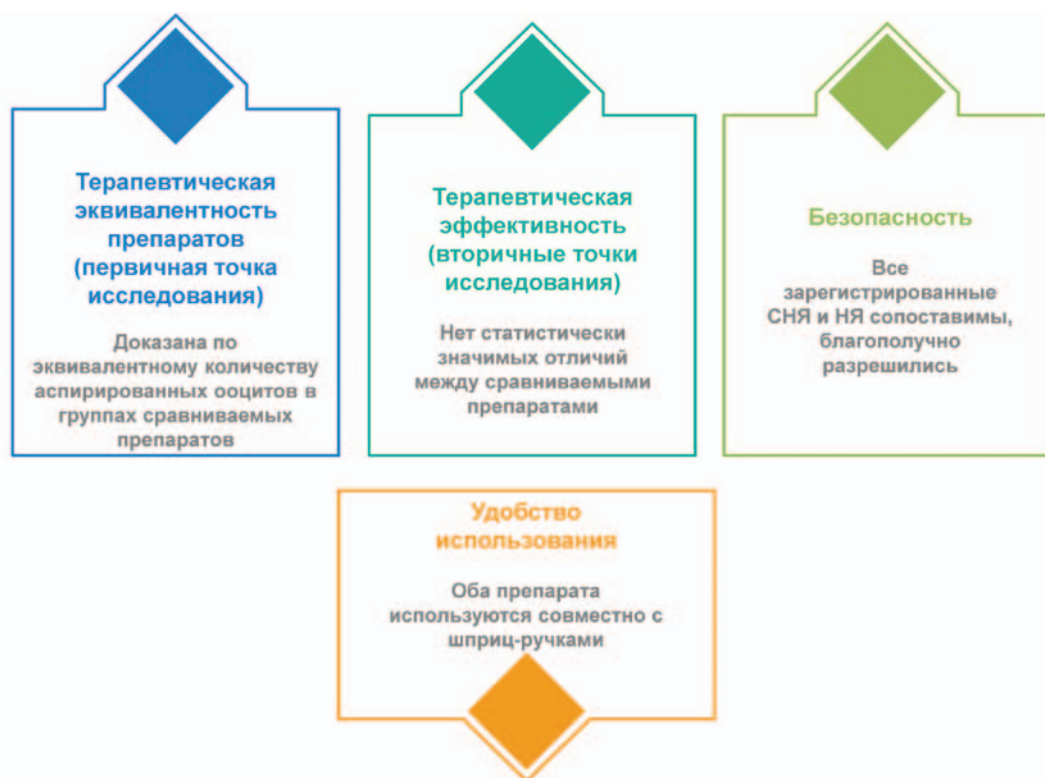 Терапевтическая
эквивалентность
препаратов
(первичная точка
исследования)
Доказана по
эквивалентному количеству
аспирированных ооцитов в
группах сравниваемых
препаратов
Терапевтическая
эффективность
(вторичные точки
исследования)
Нет статистически
значимых отличий
между сравниваемыми
препаратами
Безопасность
Все
зарегистрированные
СНЯ и НЯ сопоставимы,
благополучно
разрешились
Удобство
использования
Оба препарата
используются совместно с
шприц-ручками